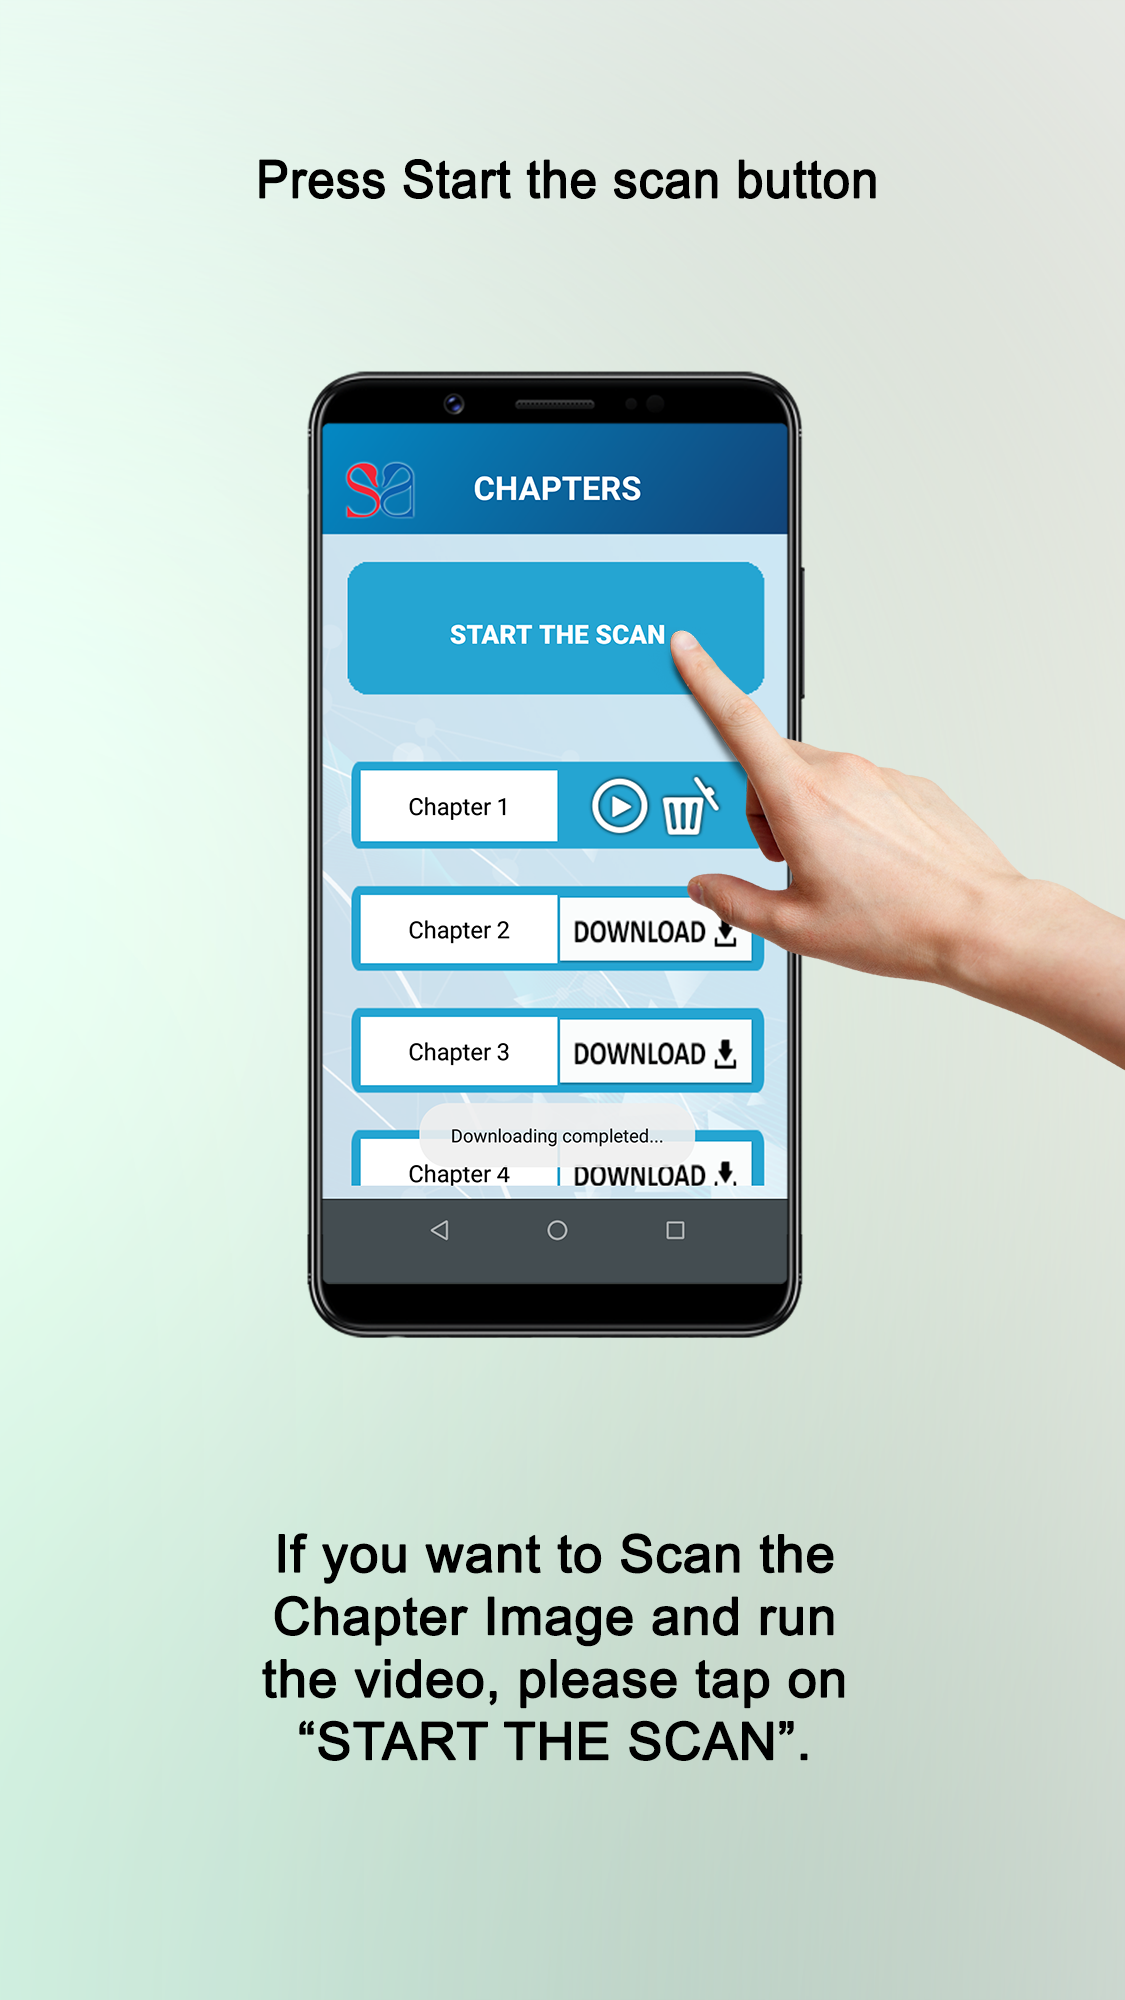 Press Start the scan button
sa CHAPTERS
START THE SCAN
Chapter 1
Chapter 2 DOWNLOAD
Chapter 3 DOWNLOAD
Downloading completed...
Chapter 4 DOWNLOAD
If you want to Scan the
Chapter Image and run
the video, please tap on
“START THE SCAN”.